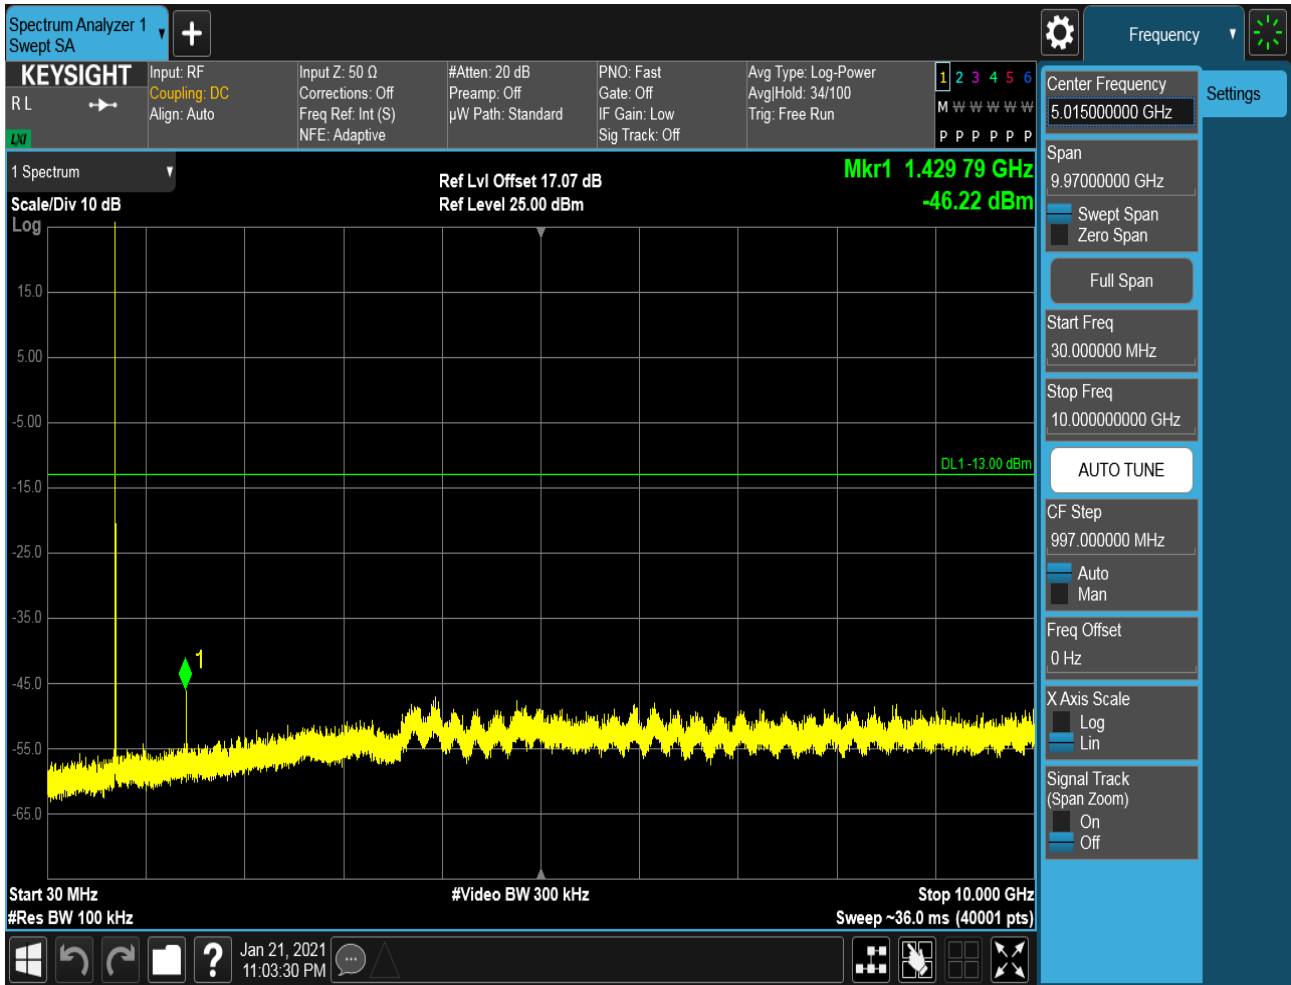 Spectrum Analyzer 1
Swept SA
Frequency
KEYSIGHT
R L
LXI
Input: RF
Coupling: DC
Align: Auto
Input Z: 50 Ω
Corrections: Off
Freq Ref: Int (S)
NFE: Adaptive
#Atten: 20 dB
Preamp: Off
µW Path: Standard
PNO: Fast
Gate: Off
IF Gain: Low
Sig Track: Off
Avg Type: Log-Power
Avg|Hold: 34/100
Trig: Free Run
1 2 3 4 5 6
M W W W W W
P P P P P P
1 Spectrum
Scale/Div 10 dB
Log
Ref Lvl Offset 17.07 dB
Ref Level 25.00 dBm
Mkr1 1.429 79 GHz
-46.22 dBm
15.0
5.00
-5.00
DL1 -13.00 dBm
-15.0
-25.0
-35.0
1
-45.0
-55.0
-65.0
Start 30 MHz
#Res BW 100 kHz
#Video BW 300 kHz
Stop 10.000 GHz
Sweep ~36.0 ms (40001 pts)
Center Frequency
5.015000000 GHz
Settings
Span
9.97000000 GHz
Swept Span
Zero Span
Full Span
Start Freq
30.000000 MHz
Stop Freq
10.000000000 GHz
AUTO TUNE
CF Step
997.000000 MHz
Auto
Man
Freq Offset
0 Hz
X Axis Scale
Log
Lin
Signal Track
(Span Zoom)
On
Off
?
Jan 21, 2021
11:03:30 PM